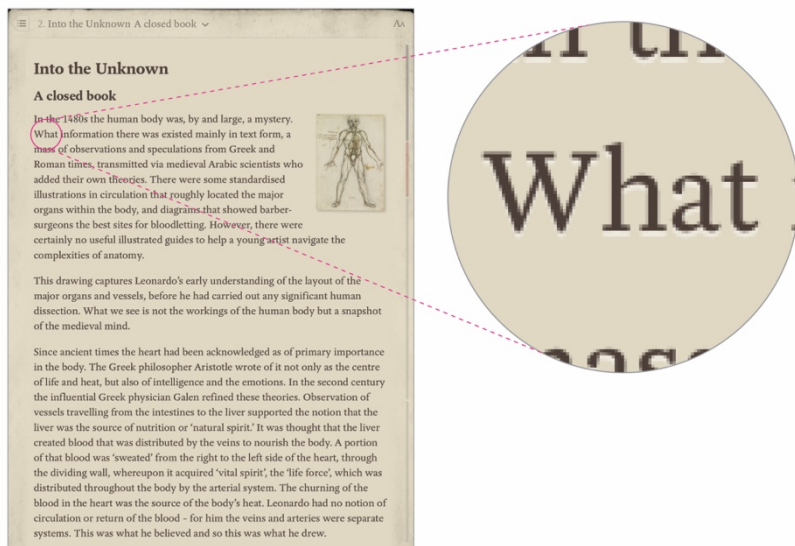 2. Into the Unknown A closed book
AA
Into the Unknown
A closed book
In the 1480s the human body was, by and large, a mystery.
What information there was existed mainly in text form, a
mass of observations and speculations from Greek and
Roman times, transmitted via medieval Arabic scientists who
added their own theories. There were some standardised
illustrations in circulation that roughly located the major
organs within the body, and diagrams that showed barber-
surgeons the best sites for bloodletting. However, there were
certainly no useful illustrated guides to help a young artist navigate the
complexities of anatomy.
This drawing captures Leonardo's early understanding of the layout of the
major organs and vessels, before he had carried out any significant human
dissection. What we see is not the workings of the human body but a snapshot
of the medieval mind.
Since ancient times the heart had been acknowledged as of primary importance
in the body. The Greek philosopher Aristotle wrote of it not only as the centre
of life and heat, but also of intelligence and the emotions. In the second century
the influential Greek physician Galen refined these theories. Observation of
vessels travelling from the intestines to the liver supported the notion that the
liver was the source of nutrition or ‘natural spirit.’ It was thought that the liver
created blood that was distributed by the veins to nourish the body. A portion
of that blood was ‘sweated’ from the right to the left side of the heart, through
the dividing wall, whereupon it acquired ‘vital spirit’, the ‘life force’, which was
distributed throughout the body by the arterial system. The churning of the
blood in the heart was the source of the body's heat. Leonardo had no notion of
circulation or return of the blood – for him the veins and arteries were separate
systems. This was what he believed and so this was what he drew.
What